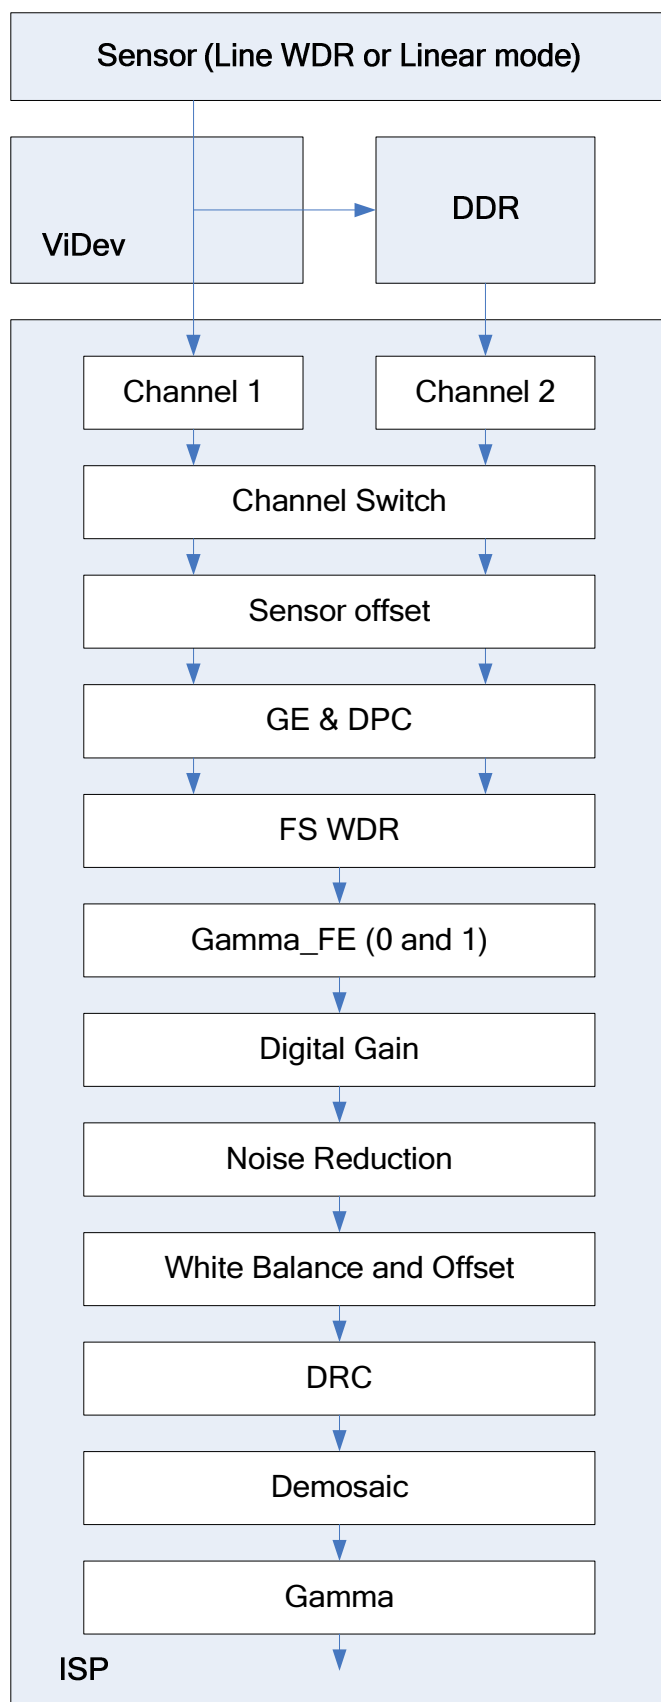 Sensor (Line WDR or Linear mode)
DDR
ViDev
Channel 1
Channel 2
Channel Switch
Sensor offset
GE & DPC
FS WDR
Gamma_FE (0 and 1)
Digital Gain
Noise Reduction
White Balance and Offset
DRC
Demosaic
Gamma
ISP